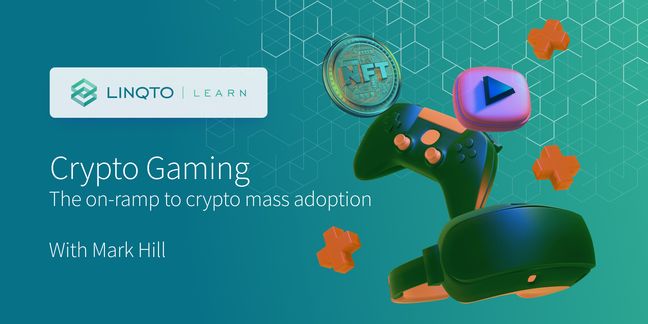 LINQTO | LEARN
Crypto Gaming
The on-ramp to crypto mass adoption
With Mark Hill
NFT